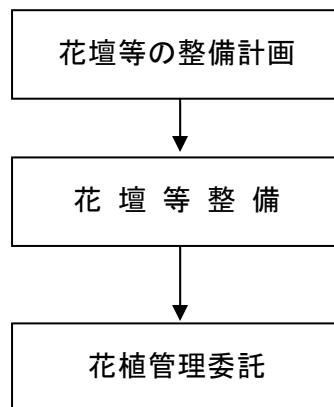 花壇等の整備計画
花 壇 等 整 備
花植管理委託